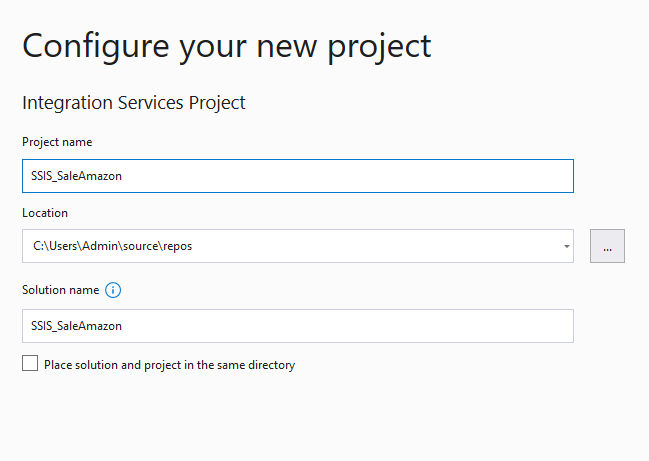 Configure your new project
Integration Services Project
Project name
SSIS_SaleAmazon
Location
C:\Users\Admin\source\repos
...
Solution name
SSIS_SaleAmazon
Place solution and project in the same directory